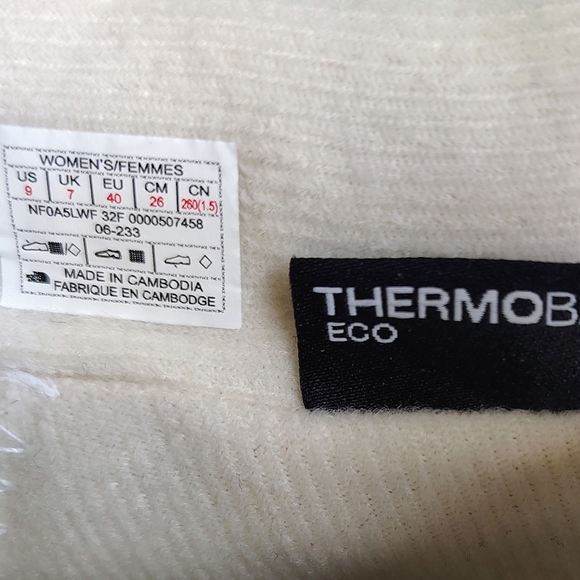 WOMEN'S/FEMMES
US UK EU CM CN
9 7 40 26 260(1.5)
NF0A5LWF 32F 0000507458
06-233
MADE IN CAMBODIA
FABRIQUE EN CAMBODGE
THERMOB
ECO